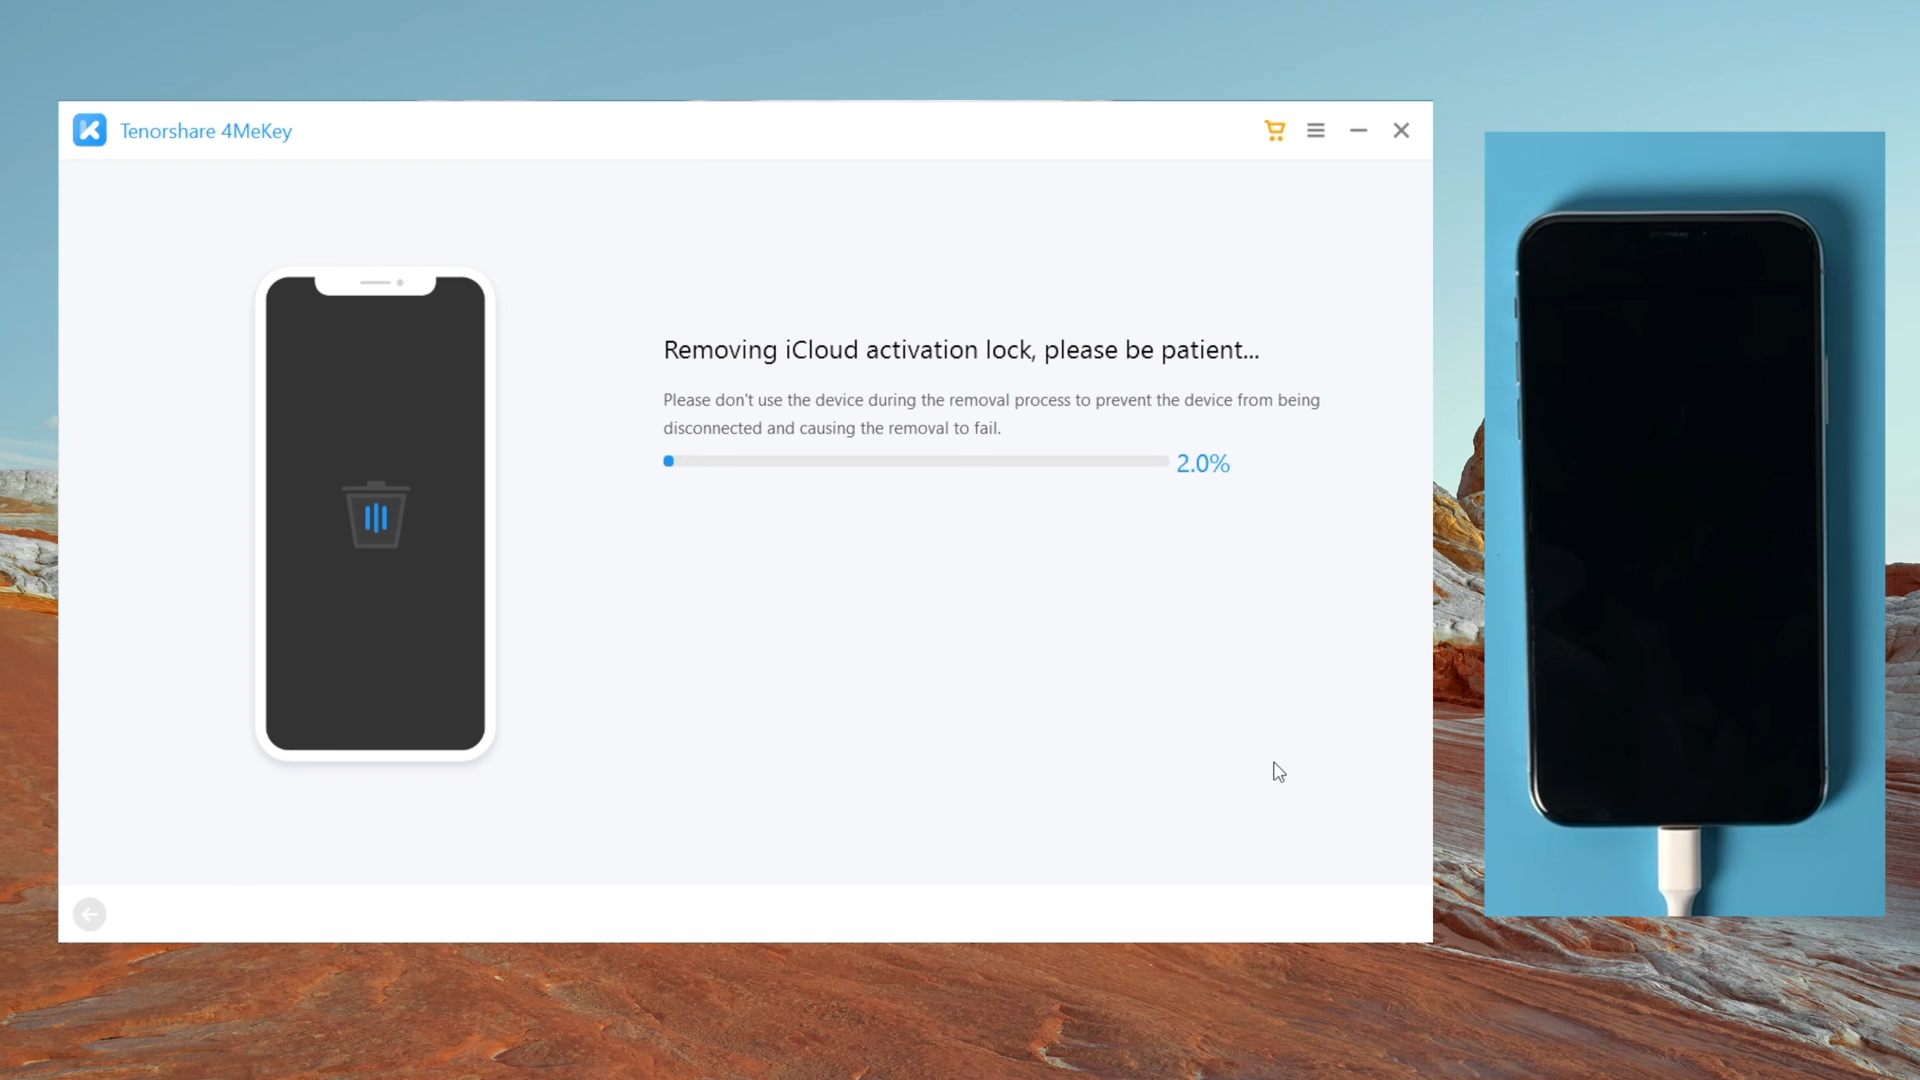 Tenorshare 4MeKey
Removing iCloud activation lock, please be patient...
Please don't use the device during the removal process to prevent the device from being
disconnected and causing the removal to fail.
2.0%